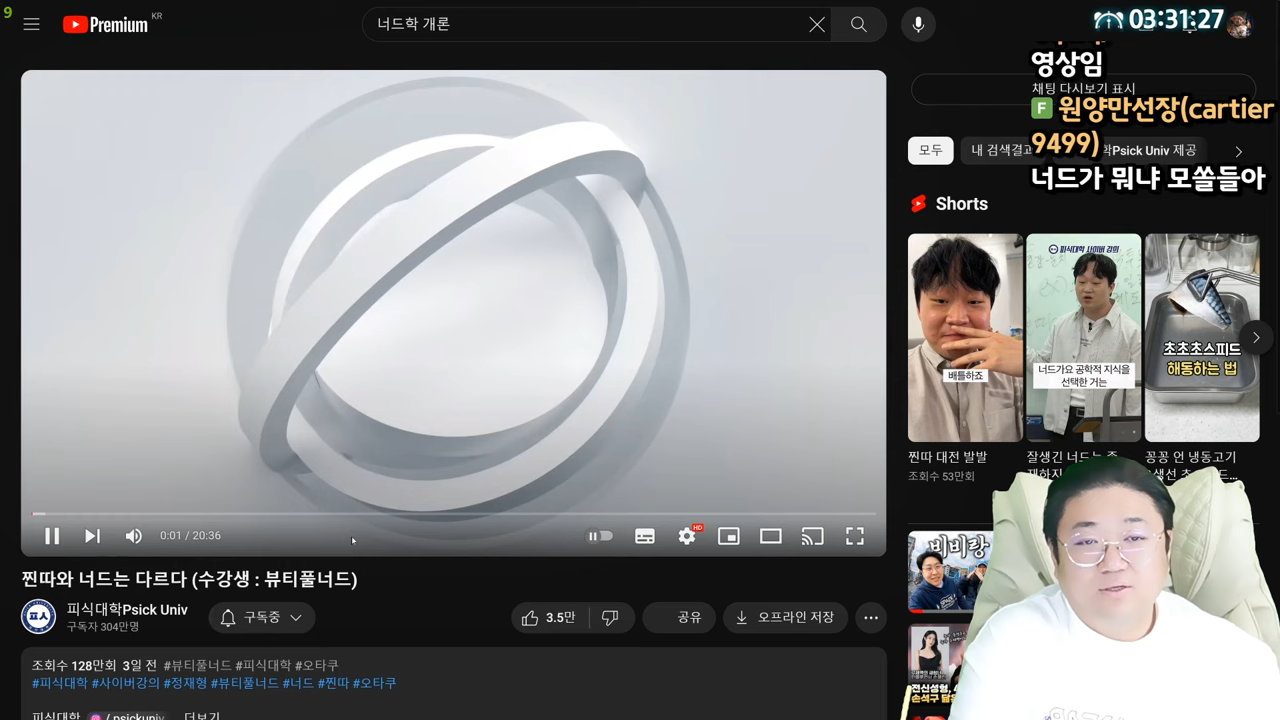 9
Premium KR
너드학 개론
03:31:27
영상임
채팅 다시보기 표시
F 원양만선장(cartier
9499)
너드가 뭐냐 모쏠들아
모두
내 검색결과
Psick Univ 제공
Shorts
배틀하죠
피식대학 사이버 강의
너드가요 공학적 지식을
선택한 거는
초초초스피드
해동하는 법
찐따 대전 발발
조회수 53만회
잘생긴 너드는
꽁꽁 언 냉동고기
0:01 / 20:36
HD
찐따와 너드는 다르다 (수강생 : 뷰티풀너드)
피식대학Psick Univ
구독자 304만명
구독중
3.5만
공유
오프라인 저장
비비랑
조회수 128만회 3일 전 #뷰티풀너드 #피식대학 #오타쿠
#피식대학 #사이버강의 #정재형 #뷰티풀너드 #너드 #찐따 #오타쿠
전신성형,
손석구 닮은
피식대학 / psickuniv 더보기